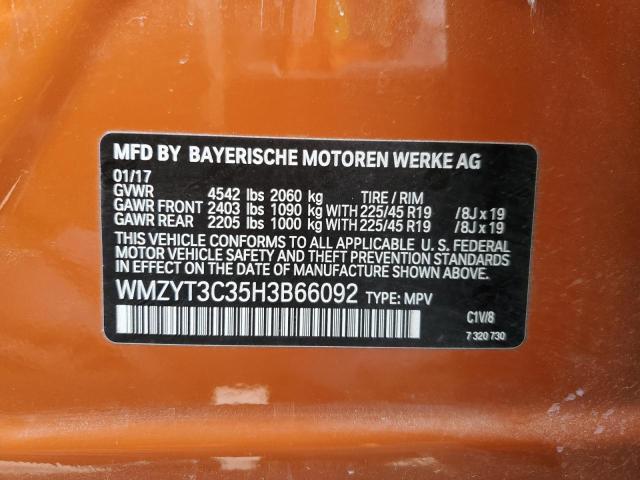 MFD BY BAYERISCHE MOTOREN WERKE AG
01/17
GVWR 4542 lbs 2060 kg TIRE / RIM
GAWR FRONT 2403 lbs 1090 kg WITH 225/45 R19 /8J x 19
GAWR REAR 2205 lbs 1000 kg WITH 225/45 R19 /8J x 19
THIS VEHICLE CONFORMS TO ALL APPLICABLE U. S. FEDERAL
MOTOR VEHICLE SAFETY AND THEFT PREVENTION STANDARDS
IN EFFECT ON THE DATE OF MANUFACTURE SHOWN ABOVE.
WMZYT3C35H3B66092 TYPE: MPV
C1V/8
7 320 730